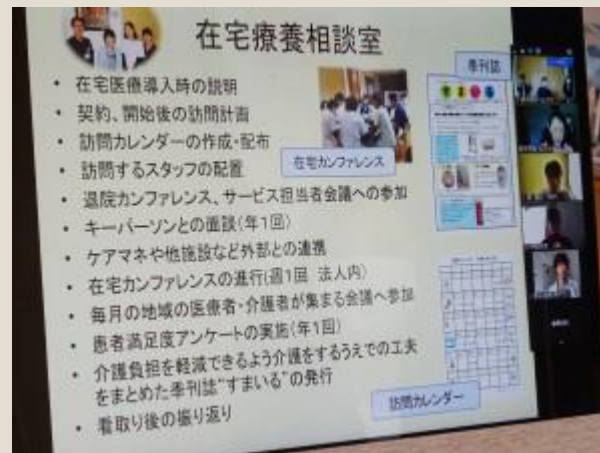 在宅療養相談室
• 在宅医療導入時の説明
• 契約、開始後の訪問計画
• 訪問カレンダーの作成・配布
• 訪問するスタッフの配置
• 退院カンファレンス、サービス担当者会議への参加
• キーパーソンとの面談(年1回)
• ケアマネや他施設など外部との連携
• 在宅カンファレンスの進行(週1回 法人内)
• 毎月の地域の医療者・介護者が集まる会議へ参加
• 患者満足度アンケートの実施(年1回)
• 介護負担を軽減できるよう介護をするうえでの工夫
をまとめた季刊誌“すまいる”の発行
• 看取り後の振り返り
在宅カンファレンス
季刊誌
すまいる
訪問カレンダー